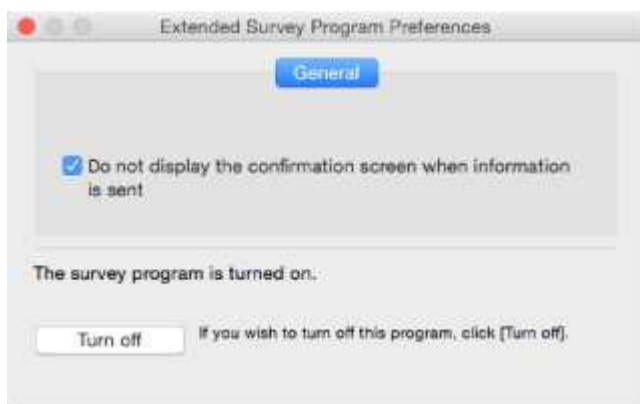 Extended Survey Program Preferences
General
Do not display the confirmation screen when information
is sent
The survey program is turned on.
Turn off
If you wish to turn off this program, click [Turn off].